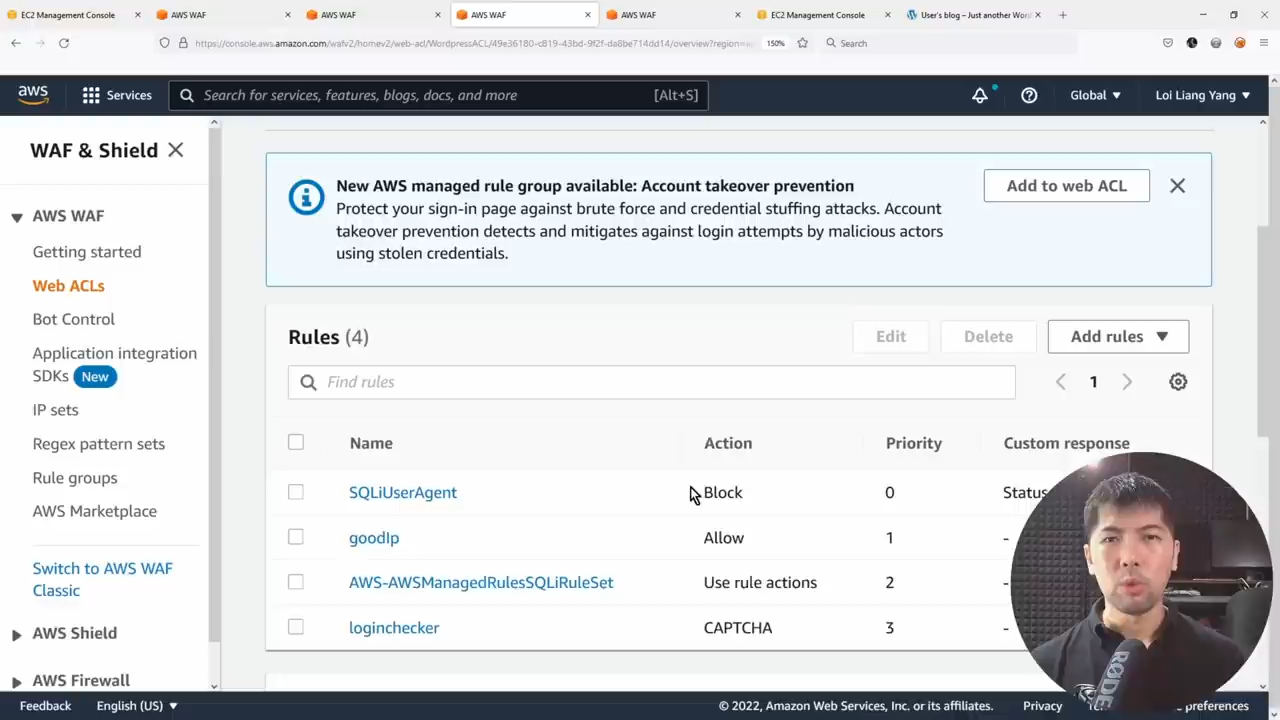 EC2 Management Console
AWS WAF
AWS WAF
AWS WAF
AWS WAF
EC2 Management Console
User's blog – Just another Wor
https://console.aws.amazon.com/wafv2/homev2/web-acl/WordpressACL/
150%
Search
aws
Services
Search for services, features, blogs, docs, and more
[Alt+S]
Global
Loi Liang Yang
WAF & Shield
AWS WAF
Getting started
Web ACLs
Bot Control
Application integration
SDKs New
IP sets
Regex pattern sets
Rule groups
AWS Marketplace
Switch to AWS WAF
Classic
AWS Shield
AWS Firewall
New AWS managed rule group available: Account takeover prevention
Protect your sign-in page against brute force and credential stuffing attacks. Account
takeover prevention detects and mitigates against login attempts by malicious actors
using stolen credentials.
Add to web ACL
Rules (4)
Edit
Delete
Add rules
Find rules
1
Name Action Priority Custom response
SQLiUserAgent Block 0 Status
goodIp Allow 1 -
AWS-AWSManagedRulesSQLiRuleSet Use rule actions 2 -
loginchecker CAPTCHA 3 -
RØDE
Feedback
English (US)
© 2022, Amazon Web Services, Inc. or its affiliates.
Privacy
preferences